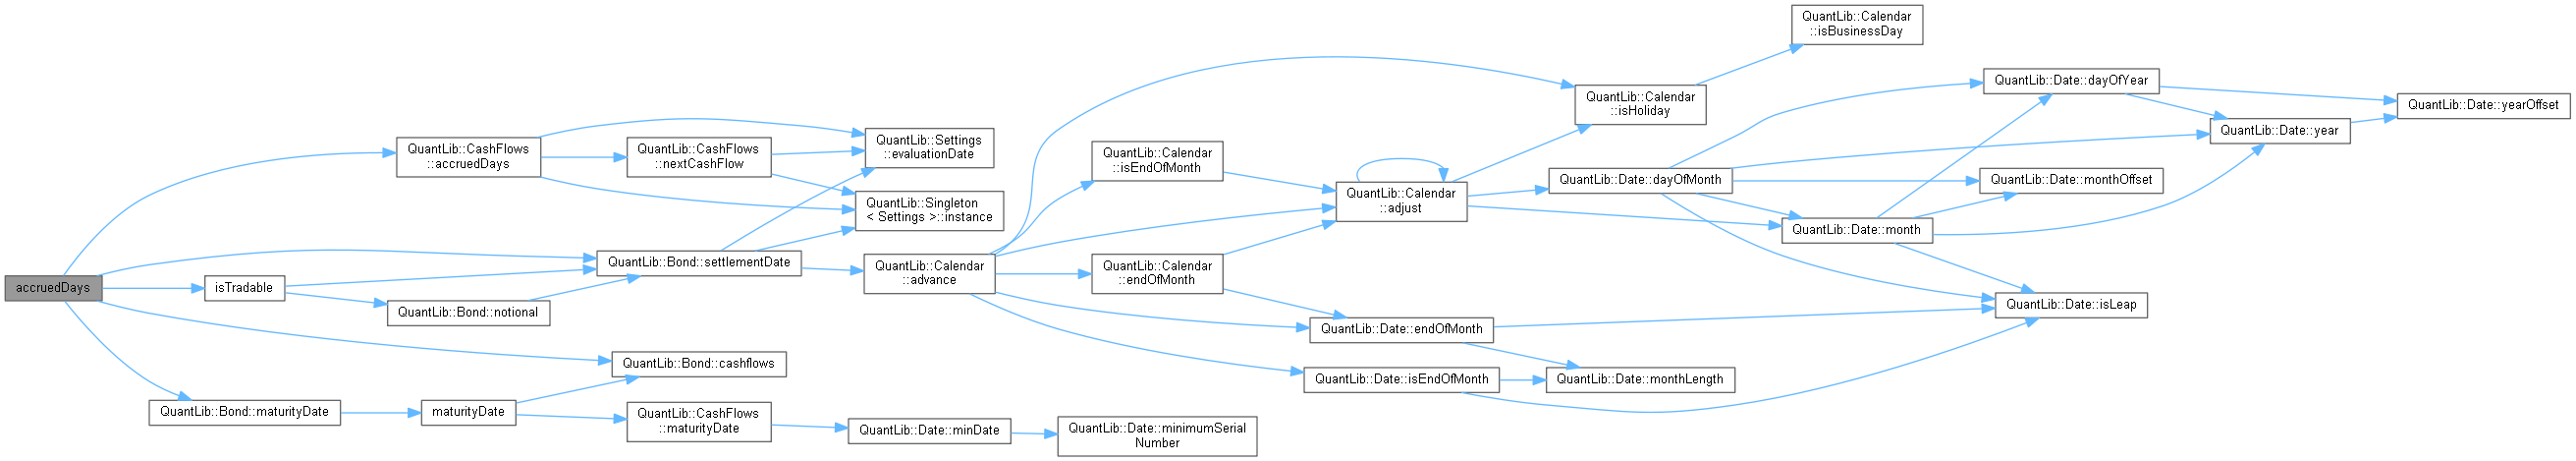 accruedDays
QuantLib::CashFlows
::accruedDays
isTradable
QuantLib::Bond::maturityDate
QuantLib::CashFlows
::nextCashFlow
QuantLib::Bond::settlementDate
QuantLib::Bond::notional
QuantLib::Bond::cashflows
maturityDate
QuantLib::CashFlows
::maturityDate
QuantLib::Settings
::evaluationDate
QuantLib::Singleton
< Settings >::instance
QuantLib::Calendar
::advance
QuantLib::Date::minDate
QuantLib::Calendar
::isEndOfMonth
QuantLib::Calendar
::endOfMonth
QuantLib::Date::minimumSerial
Number
QuantLib::Calendar
::adjust
QuantLib::Date::endOfMonth
QuantLib::Date::isEndOfMonth
QuantLib::Calendar
::isHoliday
QuantLib::Date::dayOfMonth
QuantLib::Date::monthLength
QuantLib::Calendar
::isBusinessDay
QuantLib::Date::month
QuantLib::Date::dayOfYear
QuantLib::Date::monthOffset
QuantLib::Date::isLeap
QuantLib::Date::year
QuantLib::Date::yearOffset